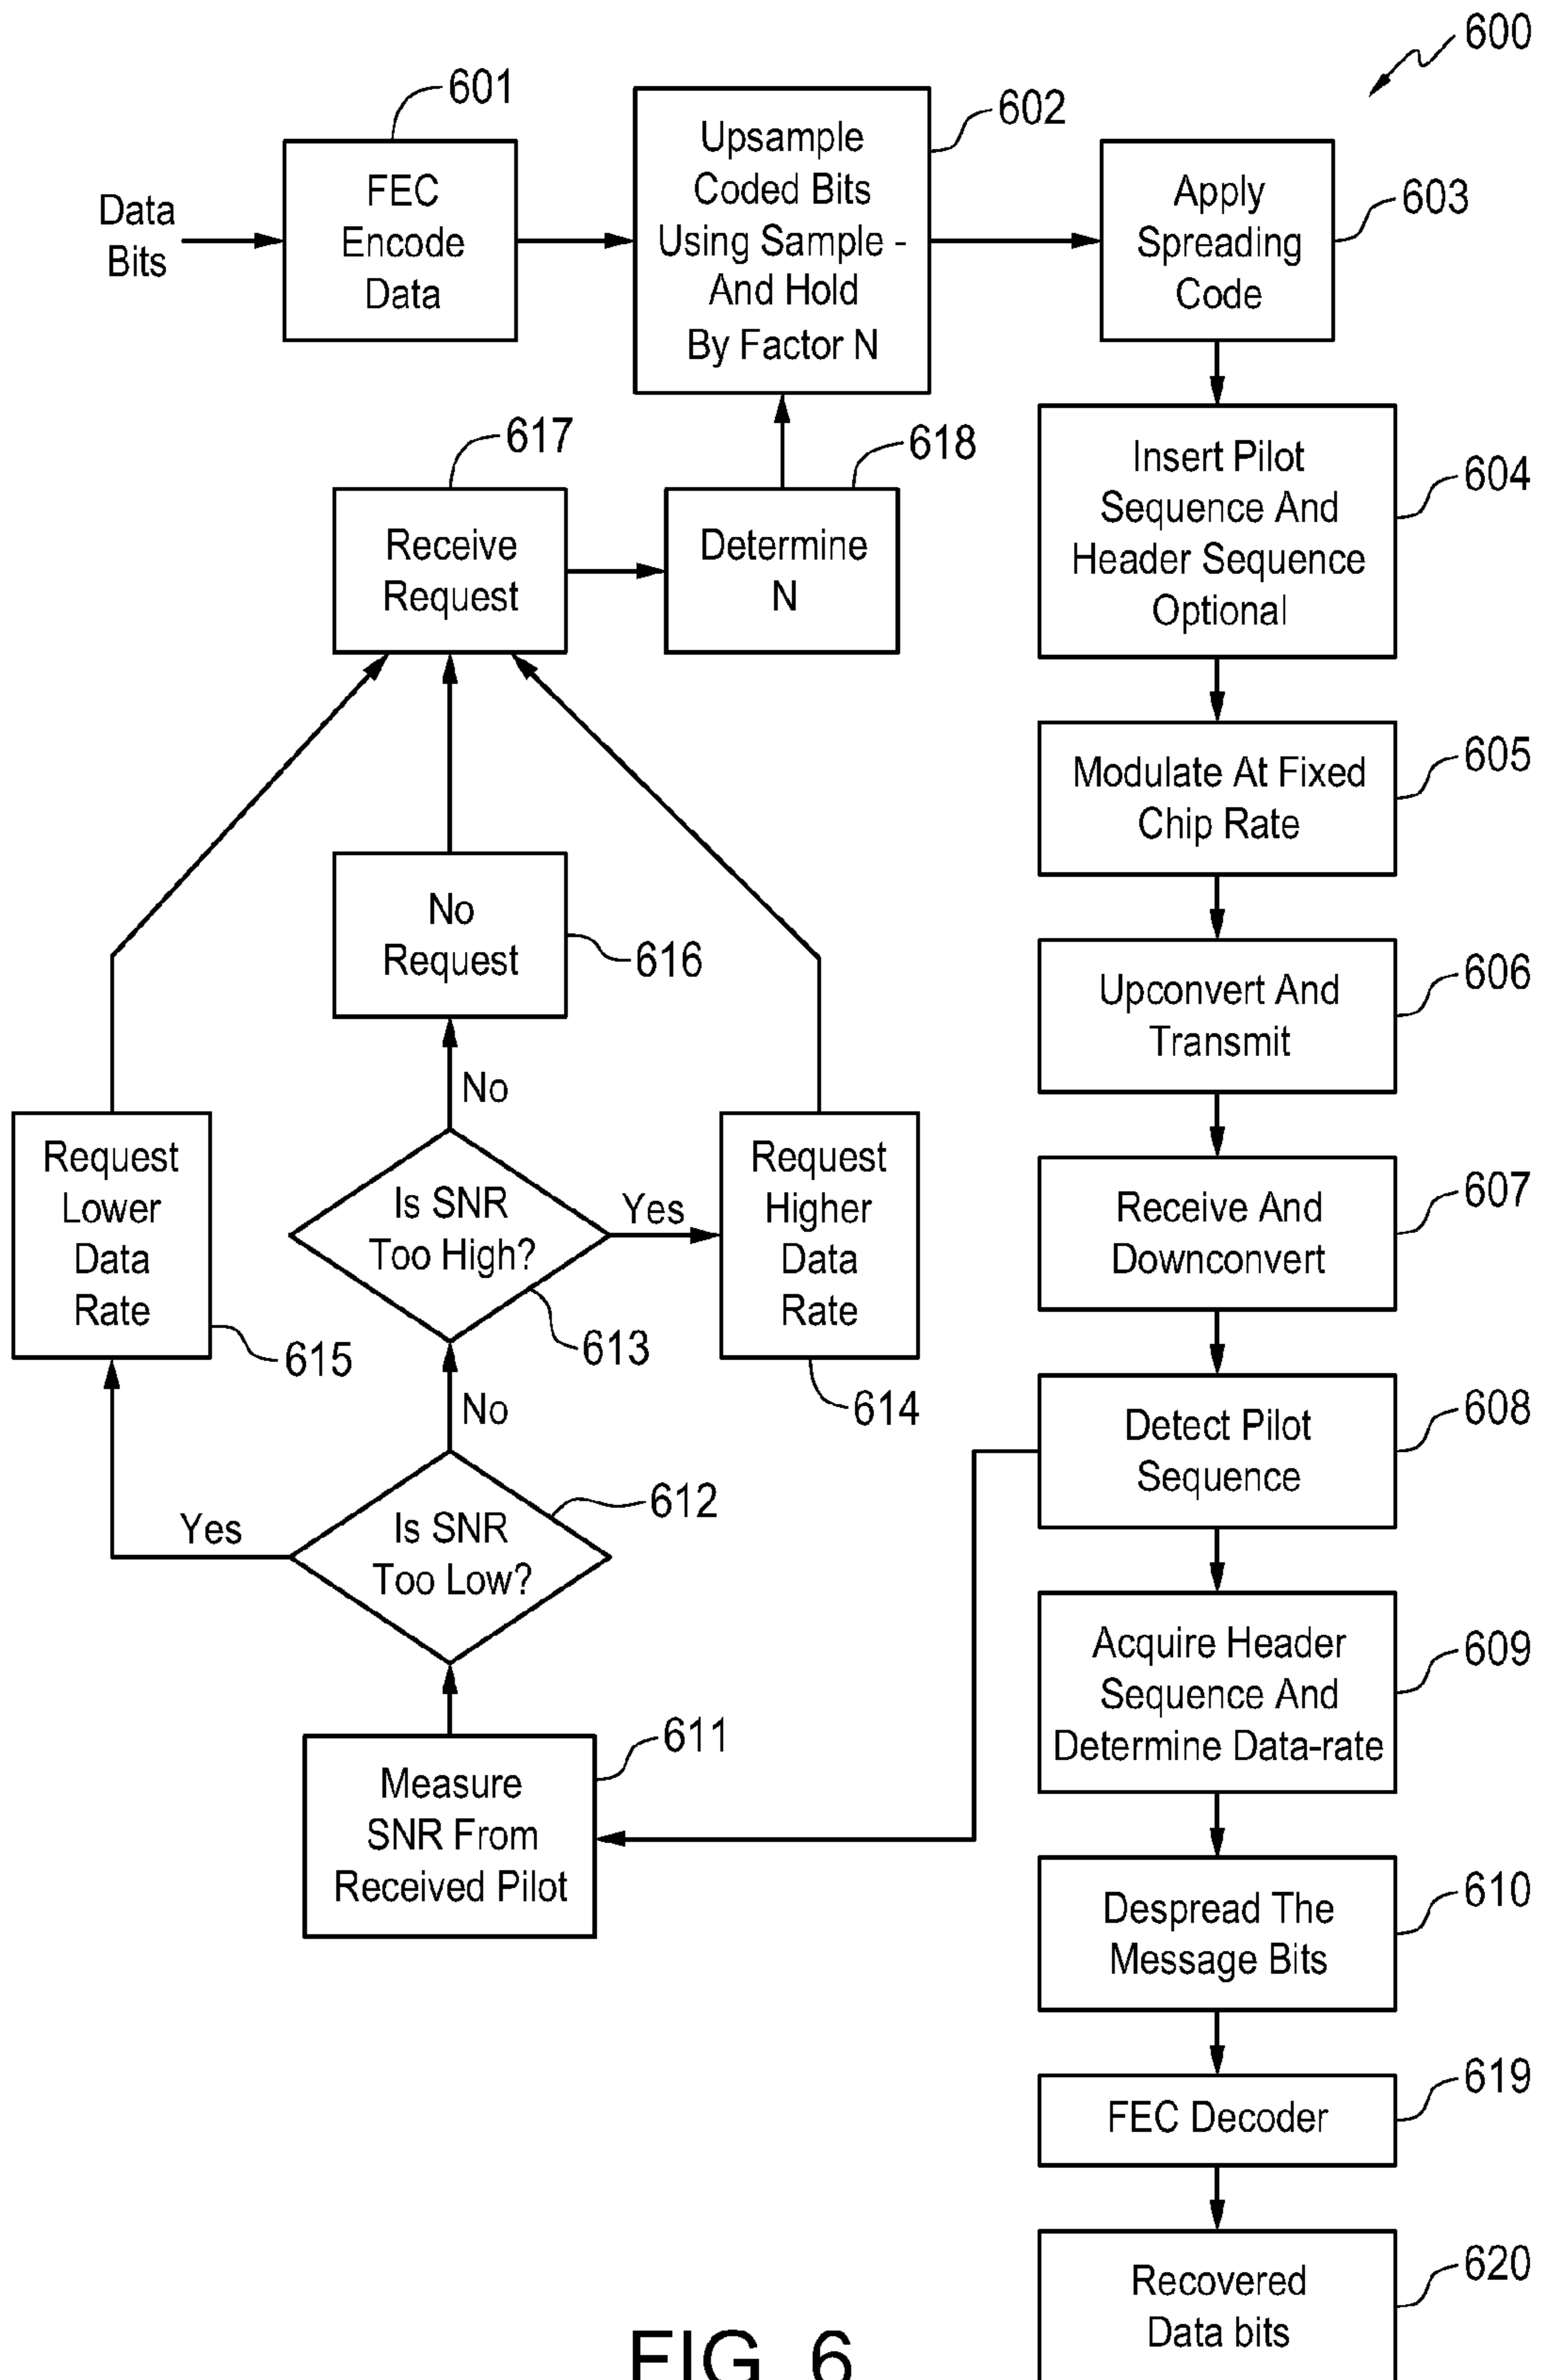 600
601
FEC
Encode
Data
Data
Bits
602
Upsample
Coded Bits
Using Sample -
And Hold
By Factor N
603
Apply
Spreading
Code
617
Receive
Request
618
Determine
N
604
Insert Pilot
Sequence And
Header Sequence
Optional
605
Modulate At Fixed
Chip Rate
No
Request
616
606
Upconvert And
Transmit
No
Request
Lower
Data
Rate
615
Is SNR
Too High?
613
Yes
Request
Higher
Data
Rate
614
607
Receive And
Downconvert
No
608
Detect Pilot
Sequence
Yes
Is SNR
Too Low?
612
609
Acquire Header
Sequence And
Determine Data-rate
611
Measure
SNR From
Received Pilot
610
Despread The
Message Bits
619
FEC Decoder
620
Recovered
Data bits
FIG. 6